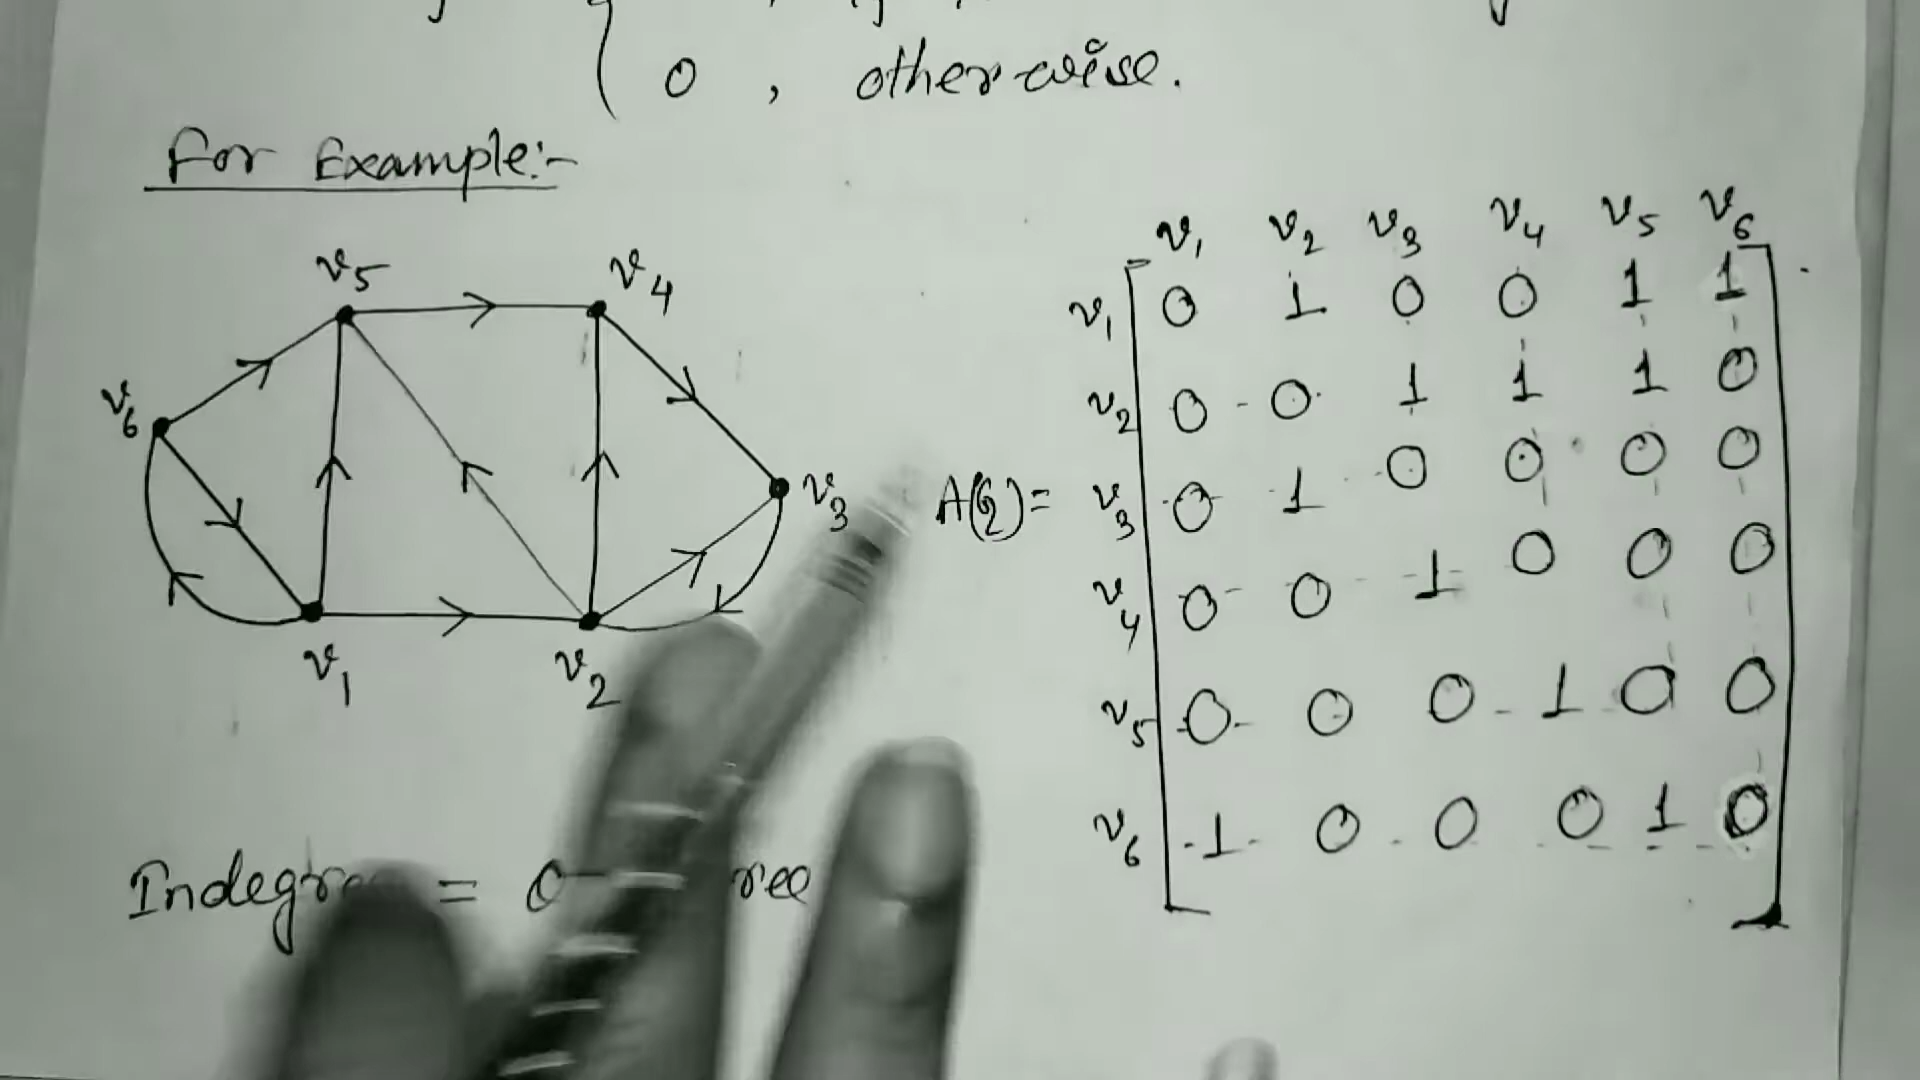 0 , otherwise.
For Example:-
v5 v4
v6
v3
v1 v2
A(G)=
v1 v2 v3 v4 v5 v6
v1 0 1 0 0 1 1
v2 0 0 1 1 1 0
v3 0 1 0 0 0 0
v4 0 0 1 0 0 0
v5 0 0 0 1 0 0
v6 1 0 0 0 1 0
=